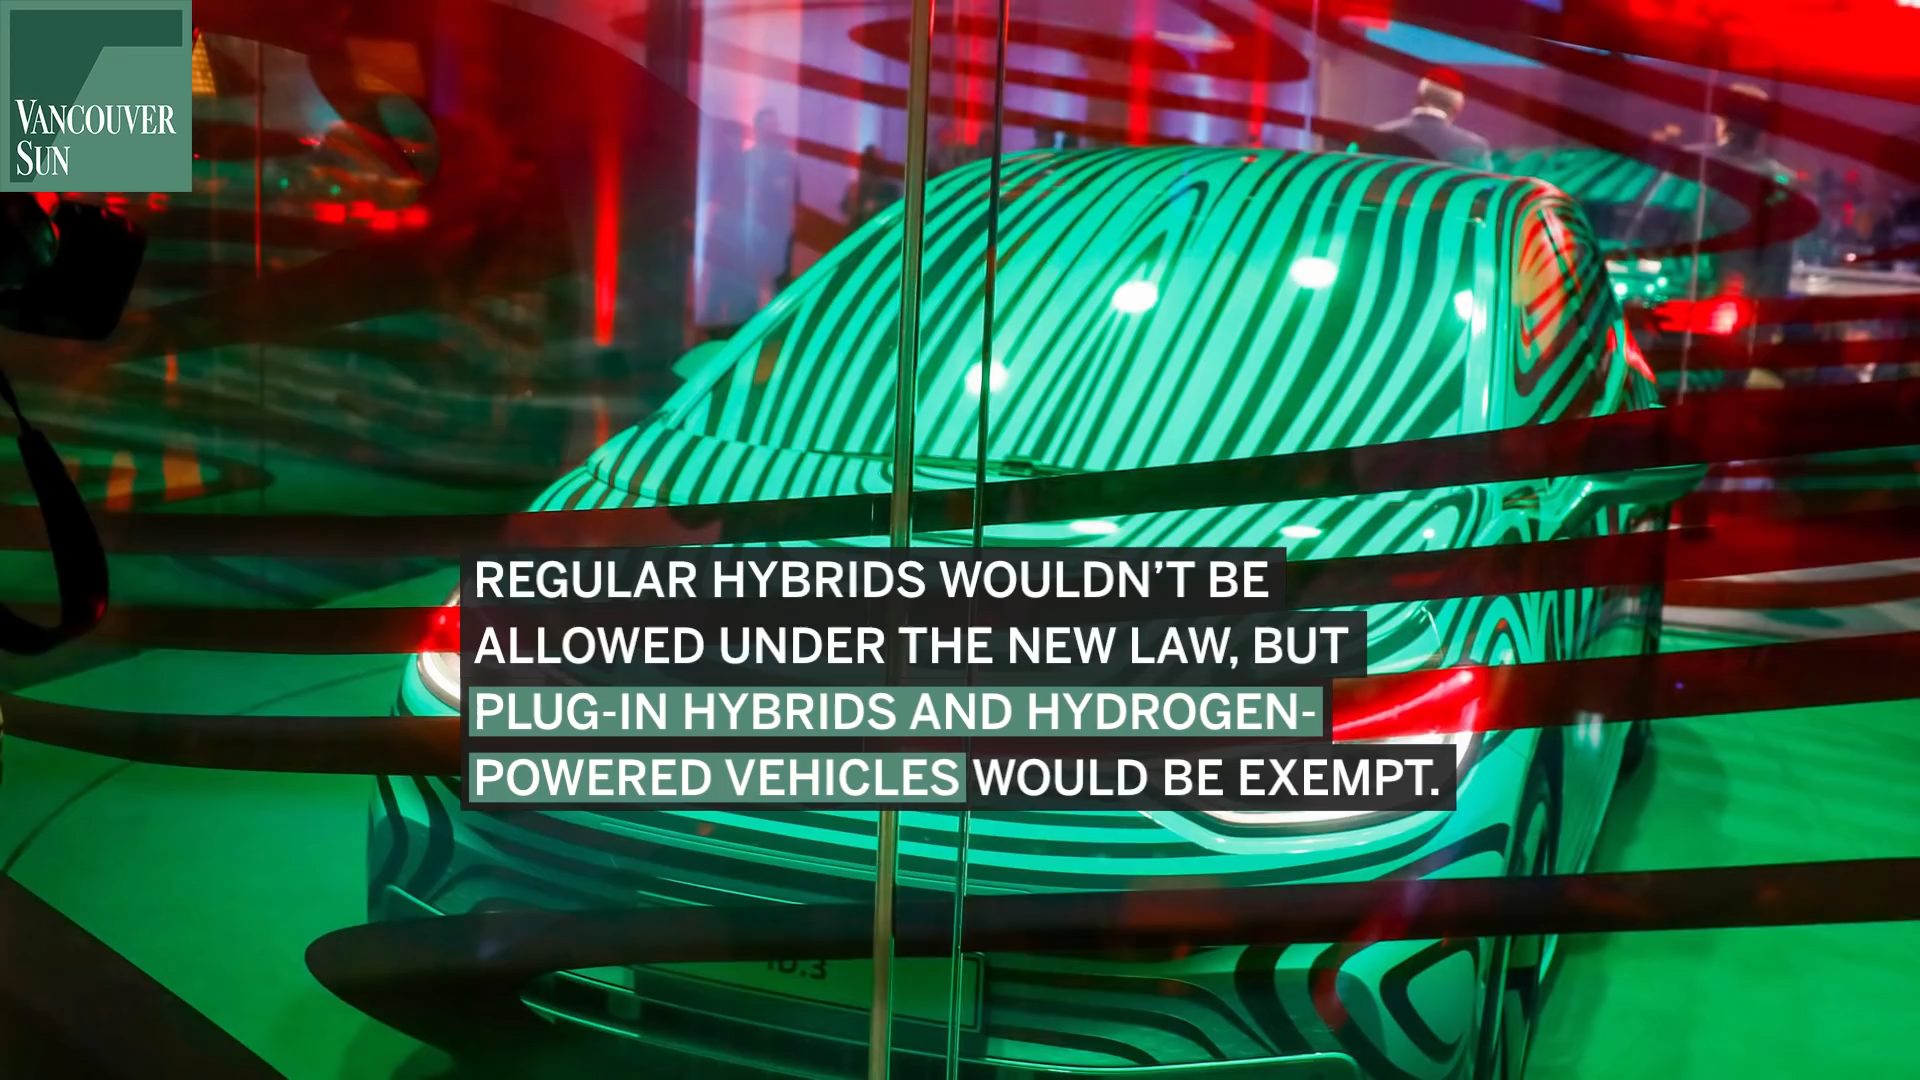 VANCOUVER
SUN
REGULAR HYBRIDS WOULDN'T BE
ALLOWED UNDER THE NEW LAW, BUT
PLUG-IN HYBRIDS AND HYDROGEN-
POWERED VEHICLES WOULD BE EXEMPT.